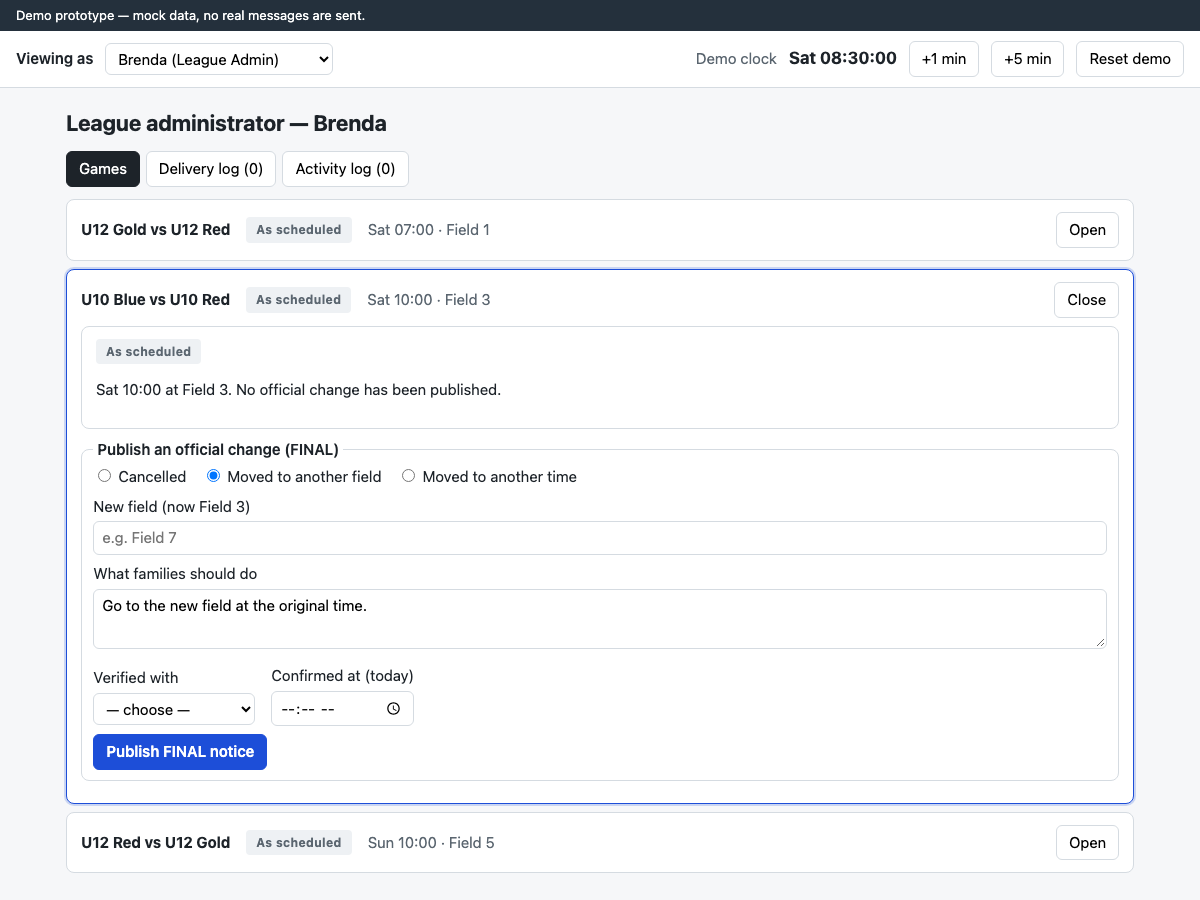 Demo prototype — mock data, no real messages are sent.
Viewing as Brenda (League Admin) Demo clock Sat 08:30:00 +1 min +5 min Reset demo
League administrator — Brenda
Games Delivery log (0) Activity log (0)
U12 Gold vs U12 Red As scheduled Sat 07:00 · Field 1 Open
U10 Blue vs U10 Red As scheduled Sat 10:00 · Field 3 Close
As scheduled
Sat 10:00 at Field 3. No official change has been published.
Publish an official change (FINAL)
Cancelled Moved to another field Moved to another time
New field (now Field 3)
e.g. Field 7
What families should do
Go to the new field at the original time.
Verified with Confirmed at (today)
— choose — --:-- --
Publish FINAL notice
U12 Red vs U12 Gold As scheduled Sun 10:00 · Field 5 Open